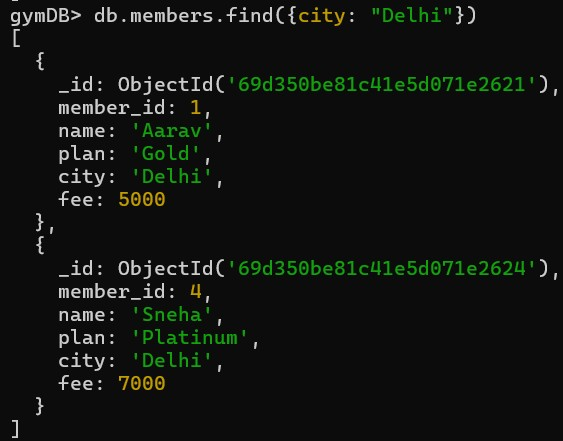 gymDB> db.members.find({city: "Delhi"})
[
  {
    _id: ObjectId('69d350be81c41e5d071e2621'),
    member_id: 1,
    name: 'Aarav',
    plan: 'Gold',
    city: 'Delhi',
    fee: 5000
  },
  {
    _id: ObjectId('69d350be81c41e5d071e2624'),
    member_id: 4,
    name: 'Sneha',
    plan: 'Platinum',
    city: 'Delhi',
    fee: 7000
  }
]